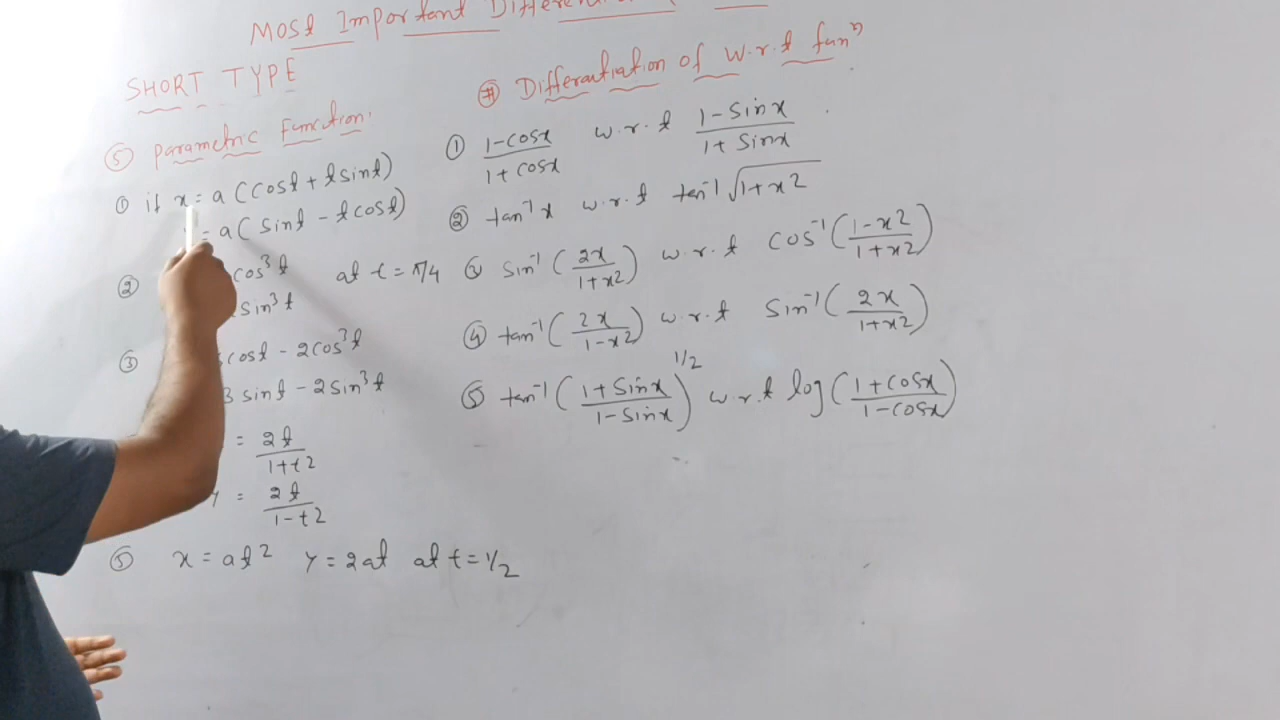 Most Important
SHORT TYPE
⑤ Parametric Function:
① if x = a (cost + tsint)
= a ( sint - tcost)
② cos³t at t = π/4
sin³t
③ cost - 2cos³t
3 sint - 2sin³t
= 2t/(1+t2)
y = 2t/(1-t2)
⑤ x = at² y = 2at at t = 1/2
# Differentiation of w.r.t funⁿ
① (1-cosx)/(1+cosx) w.r.t (1-sinx)/(1+sinx)
② tan⁻¹x w.r.t tan⁻¹√(1+x²)
③ sin⁻¹(2x/(1+x²)) w.r.t cos⁻¹((1-x²)/(1+x²))
④ tan⁻¹(2x/(1-x²)) w.r.t sin⁻¹(2x/(1+x²))
⑤ tan⁻¹((1+sinx)/(1-sinx))^1/2 w.r.t log((1+cosx)/(1-cosx))